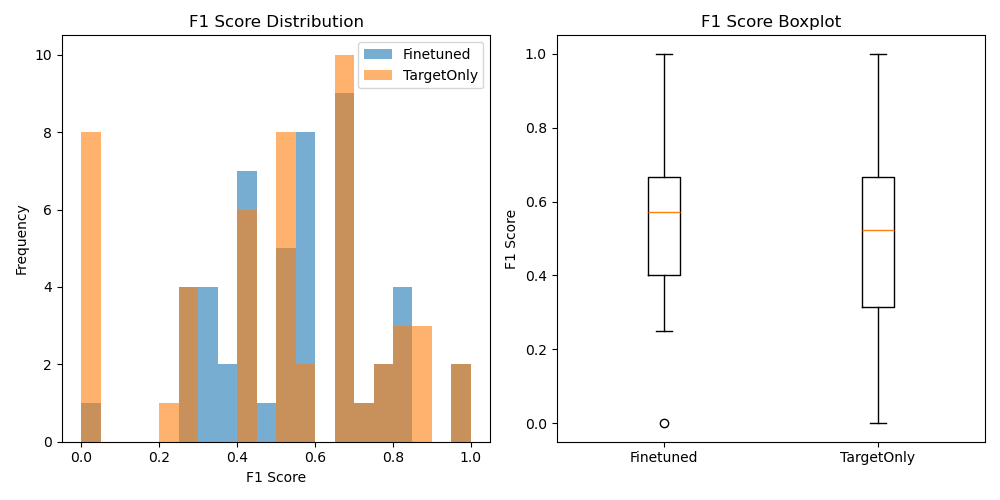 F1 Score Distribution
Finetuned
TargetOnly
Frequency
10
8
6
4
2
0
0.0 0.2 0.4 0.6 0.8 1.0
F1 Score
F1 Score Boxplot
F1 Score
1.0
0.8
0.6
0.4
0.2
0.0
Finetuned TargetOnly